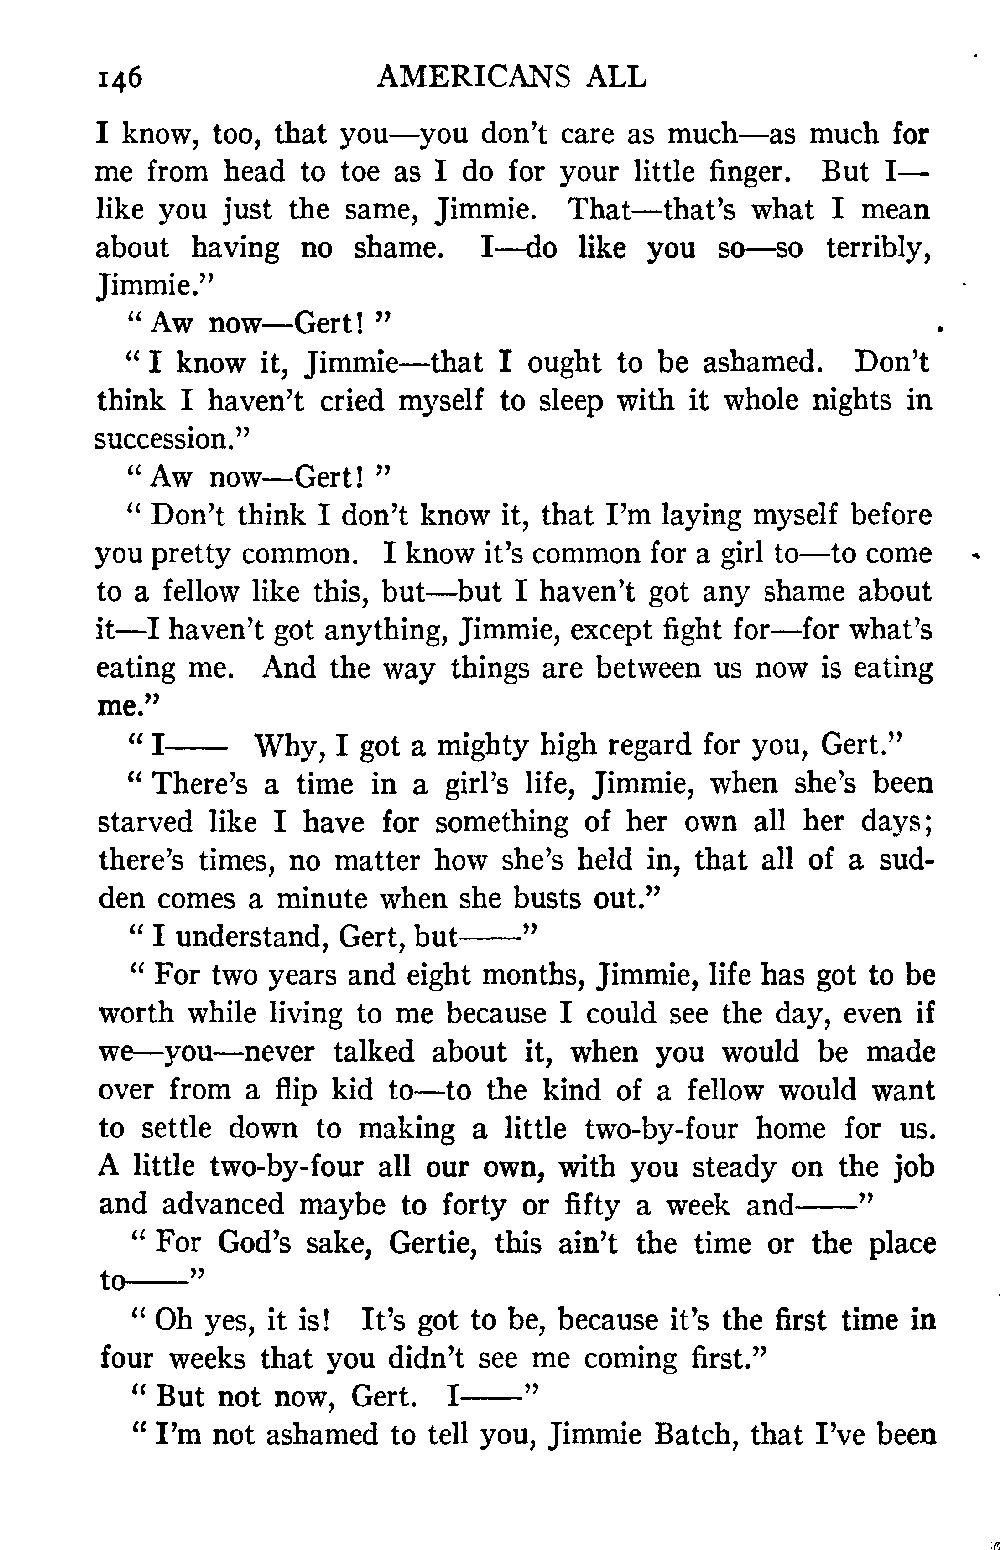 146 AMERICANS ALL
I know, too, that you—you don't care as much—as much for
me from head to toe as I do for your little finger. But I—
like you just the same, Jimmie. That—that's what I mean
about having no shame. I—do like you so—so terribly,
Jimmie."
" Aw now—Gert! "
" I know it, Jimmie—that I ought to be ashamed. Don't
think I haven't cried myself to sleep with it whole nights in
succession."
" Aw now—Gert! "
" Don't think I don't know it, that I'm laying myself before
you pretty common. I know it's common for a girl to—to come
to a fellow like this, but—but I haven't got any shame about
it—I haven't got anything, Jimmie, except fight for—for what's
eating me. And the way things are between us now is eating
me."
" I—— Why, I got a mighty high regard for you, Gert."
" There's a time in a girl's life, Jimmie, when she's been
starved like I have for something of her own all her days;
there's times, no matter how she's held in, that all of a sud-
den comes a minute when she busts out."
" I understand, Gert, but——"
" For two years and eight months, Jimmie, life has got to be
worth while living to me because I could see the day, even if
we—you—never talked about it, when you would be made
over from a flip kid to—to the kind of a fellow would want
to settle down to making a little two-by-four home for us.
A little two-by-four all our own, with you steady on the job
and advanced maybe to forty or fifty a week and——"
" For God's sake, Gertie, this ain't the time or the place
to——"
" Oh yes, it is! It's got to be, because it's the first time in
four weeks that you didn't see me coming first."
" But not now, Gert. I——"
" I'm not ashamed to tell you, Jimmie Batch, that I've been